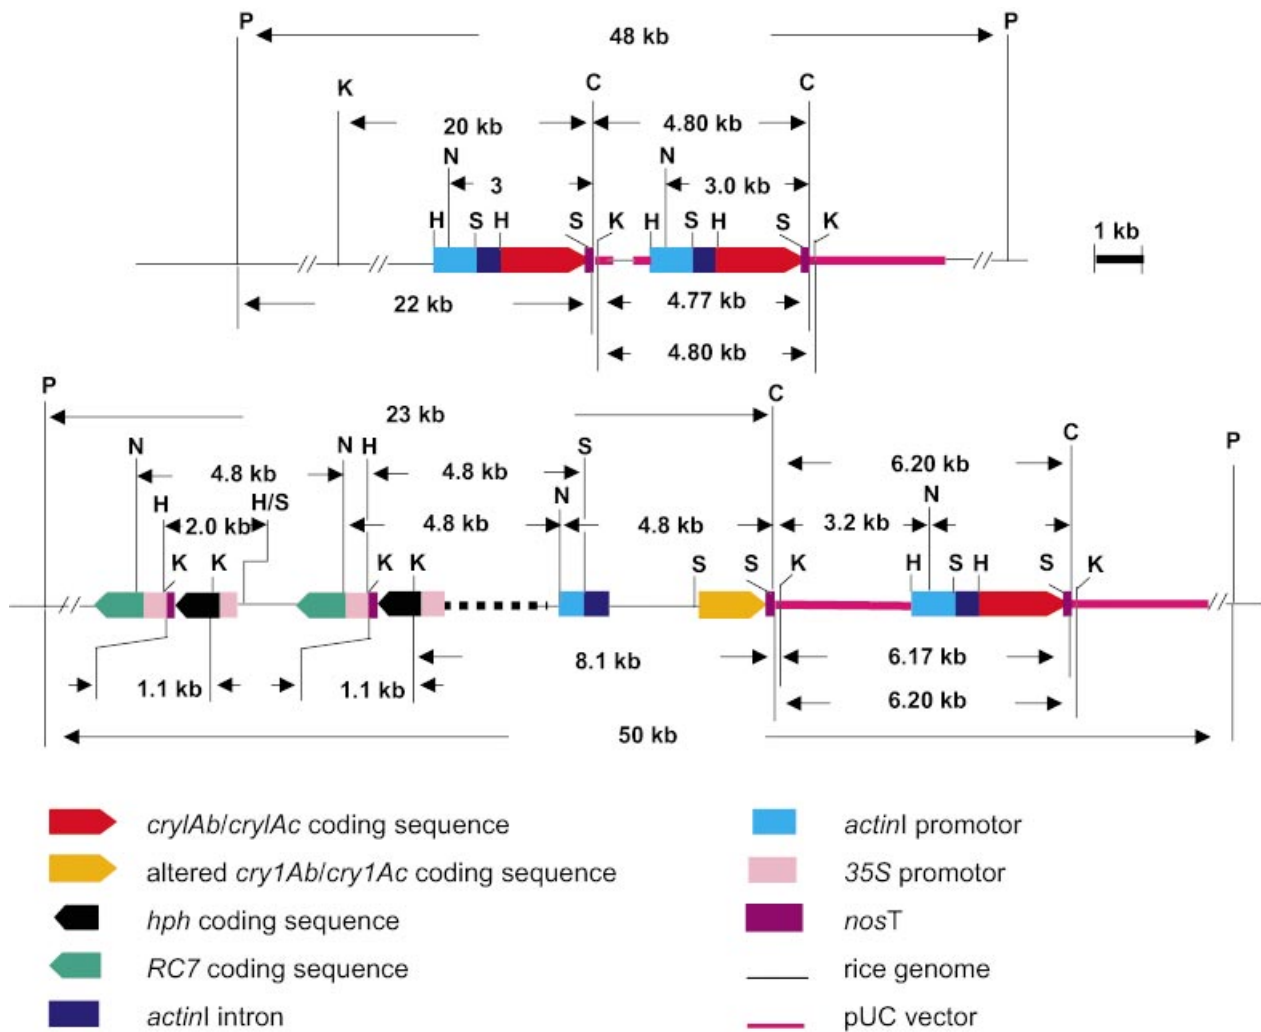 P P
48 kb
K C C
20 kb 4.80 kb
N N
3 3.0 kb
H S H S K H S H S K
1 kb
22 kb 4.77 kb
4.80 kb
P C
23 kb
N N H S C P
4.8 kb 4.8 kb 6.20 kb
H H/S N N
2.0 kb 4.8 kb 4.8 kb 3.2 kb
K K K K S S K H S H S K
8.1 kb 6.17 kb
1.1 kb 1.1 kb 6.20 kb
50 kb
cryIAb/cryIAc coding sequence
altered cry1Ab/cry1Ac coding sequence
hph coding sequence
RC7 coding sequence
actinI intron
actinI promotor
35S promotor
nosT
rice genome
pUC vector